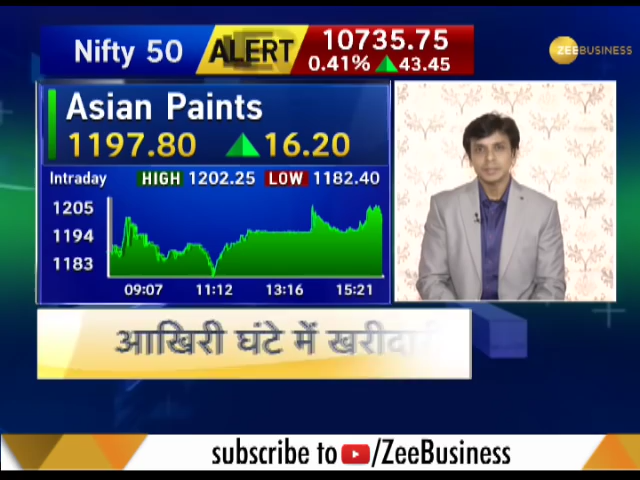 Nifty 50
ALERT
10735.75
0.41% 43.45
ZEEBUSINESS
Asian Paints
1197.80 16.20
Intraday HIGH 1202.25 LOW 1182.40
1205
1194
1183
09:07 11:12 13:16 15:21
आखिरी घंटे में
subscribe to /ZeeBusiness